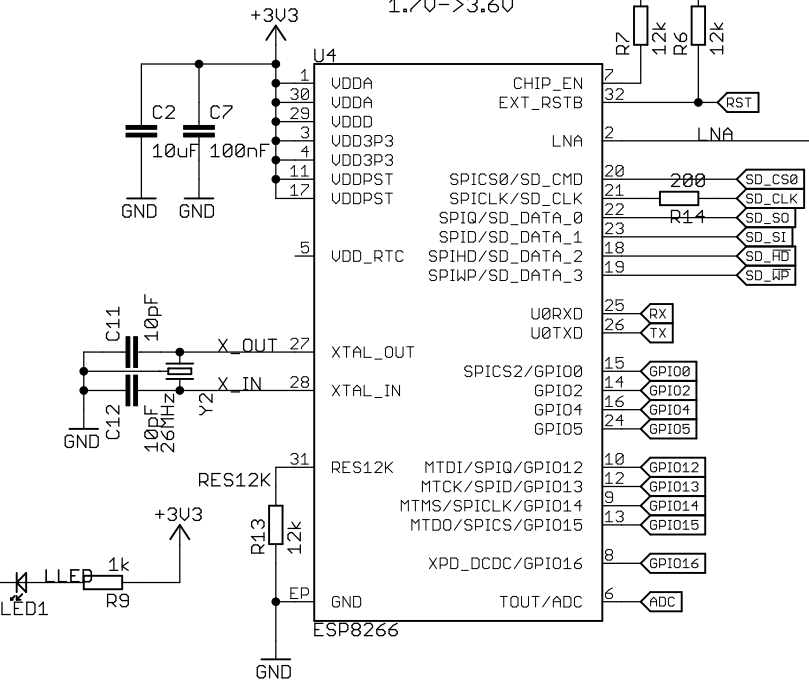 1.7V->3.6V
+3V3
R7
12k
R6
12k
U4
1
VDDA
CHIP_EN
7
30
VDDA
EXT_RSTB
32
RST
C2
C7
29
VDDD
10uF
100nF
3
VDD3P3
LNA
2
LNA
4
VDD3P3
11
VDDPST
SPICS0/SD_CMD
20
200
SD_CS0
17
VDDPST
SPICLK/SD_CLK
21
SD_CLK
GND
GND
SPIQ/SD_DATA_0
22
R14
SD_SO
SPID/SD_DATA_1
23
SD_SI
5
VDD_RTC
SPIHD/SD_DATA_2
18
SD_HD
SPIWP/SD_DATA_3
19
SD_WP
C11
10pF
U0RXD
25
RX
U0TXD
26
TX
X_OUT
27
XTAL_OUT
SPICS2/GPIO0
15
GPIO0
X_IN
28
XTAL_IN
GPIO2
14
GPIO2
C12
10pF
26MHz
Y2
GPIO4
16
GPIO4
GND
GPIO5
24
GPIO5
RES12K
31
RES12K
MTDI/SPIQ/GPIO12
10
GPIO12
MTCK/SPID/GPIO13
12
GPIO13
MTMS/SPICLK/GPIO14
9
GPIO14
+3V3
R13
12k
MTDO/SPICS/GPIO15
13
GPIO15
XPD_DCDC/GPIO16
8
GPIO16
LLED
1k
R9
LED1
EP
GND
TOUT/ADC
6
ADC
ESP8266
GND